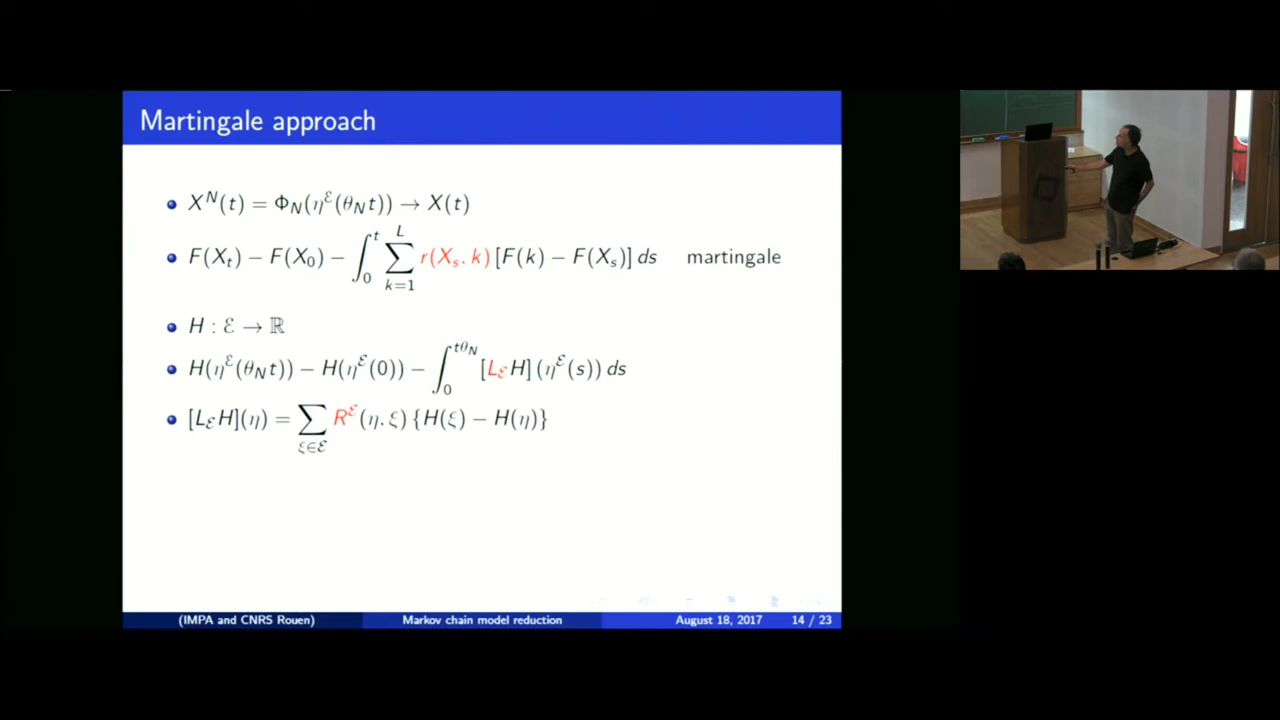 Martingale approach
X^N(t) = Φ_N(η^ℰ(θ_N t)) → X(t)
F(X_t) − F(X_0) − ∫_0^t ∑_{k=1}^L r(X_s, k) [F(k) − F(X_s)] ds martingale
H : ℰ → ℝ
H(η^ℰ(θ_N t)) − H(η^ℰ(0)) − ∫_0^{tθ_N} [L_ℰ H] (η^ℰ(s)) ds
[L_ℰ H](η) = ∑_{ξ∈ℰ} R^ℰ(η, ξ) {H(ξ) − H(η)}
(IMPA and CNRS Rouen) Markov chain model reduction August 18, 2017 14 / 23